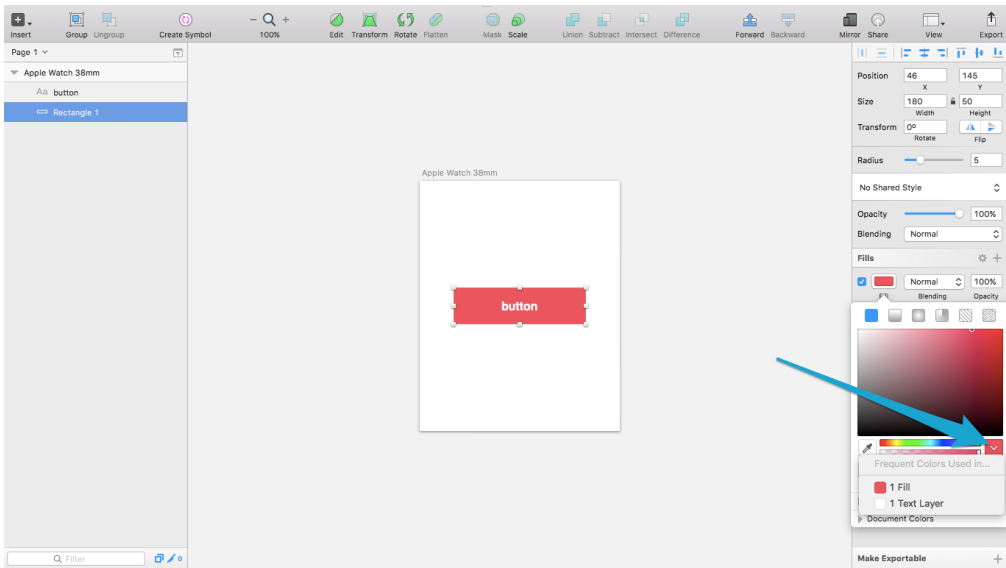 Insert Group Ungroup Create Symbol 100% Edit Transform Rotate Flatten Mask Scale Union Subtract Intersect Difference Forward Backward Mirror Share View Export
Page 1
Apple Watch 38mm
Aa button
Rectangle 1
Filter
0
Apple Watch 38mm
button
Position 46 145
X Y
Size 180 50
Width Height
Transform 0º
Rotate Flip
Radius 5
No Shared Style
Opacity 100%
Blending Normal
Fills
Normal 100%
Fill Blending Opacity
Frequent Colors Used in...
1 Fill
1 Text Layer
Document Colors
Make Exportable